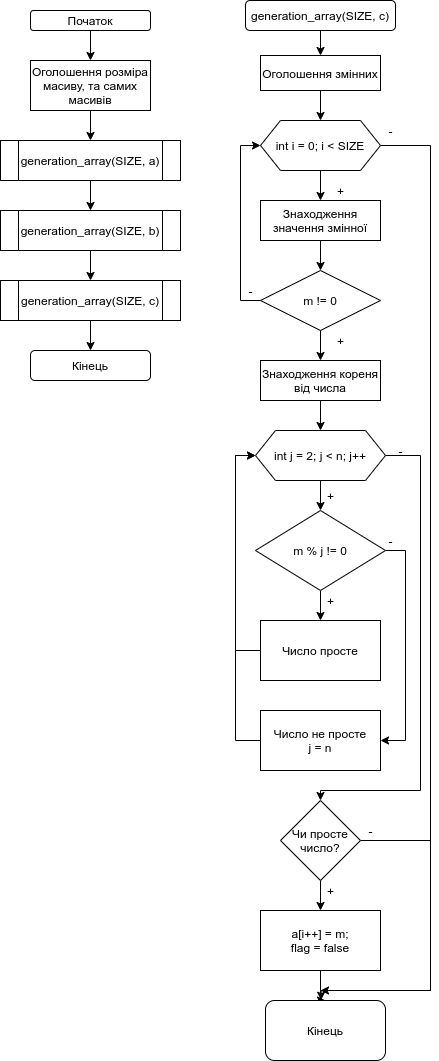 Початок
Оголошення розміра
масиву, та самих
масивів
generation_array(SIZE, a)
generation_array(SIZE, b)
generation_array(SIZE, c)
Кінець
generation_array(SIZE, c)
Оголошення змінних
int i = 0; i < SIZE
-
+
Знаходження
значення змінної
m != 0
-
+
Знаходження кореня
від числа
int j = 2; j < n; j++
-
+
m % j != 0
-
+
Число просте
Число не просте
j = n
Чи просте
число?
-
+
a[i++] = m;
flag = false
Кінець